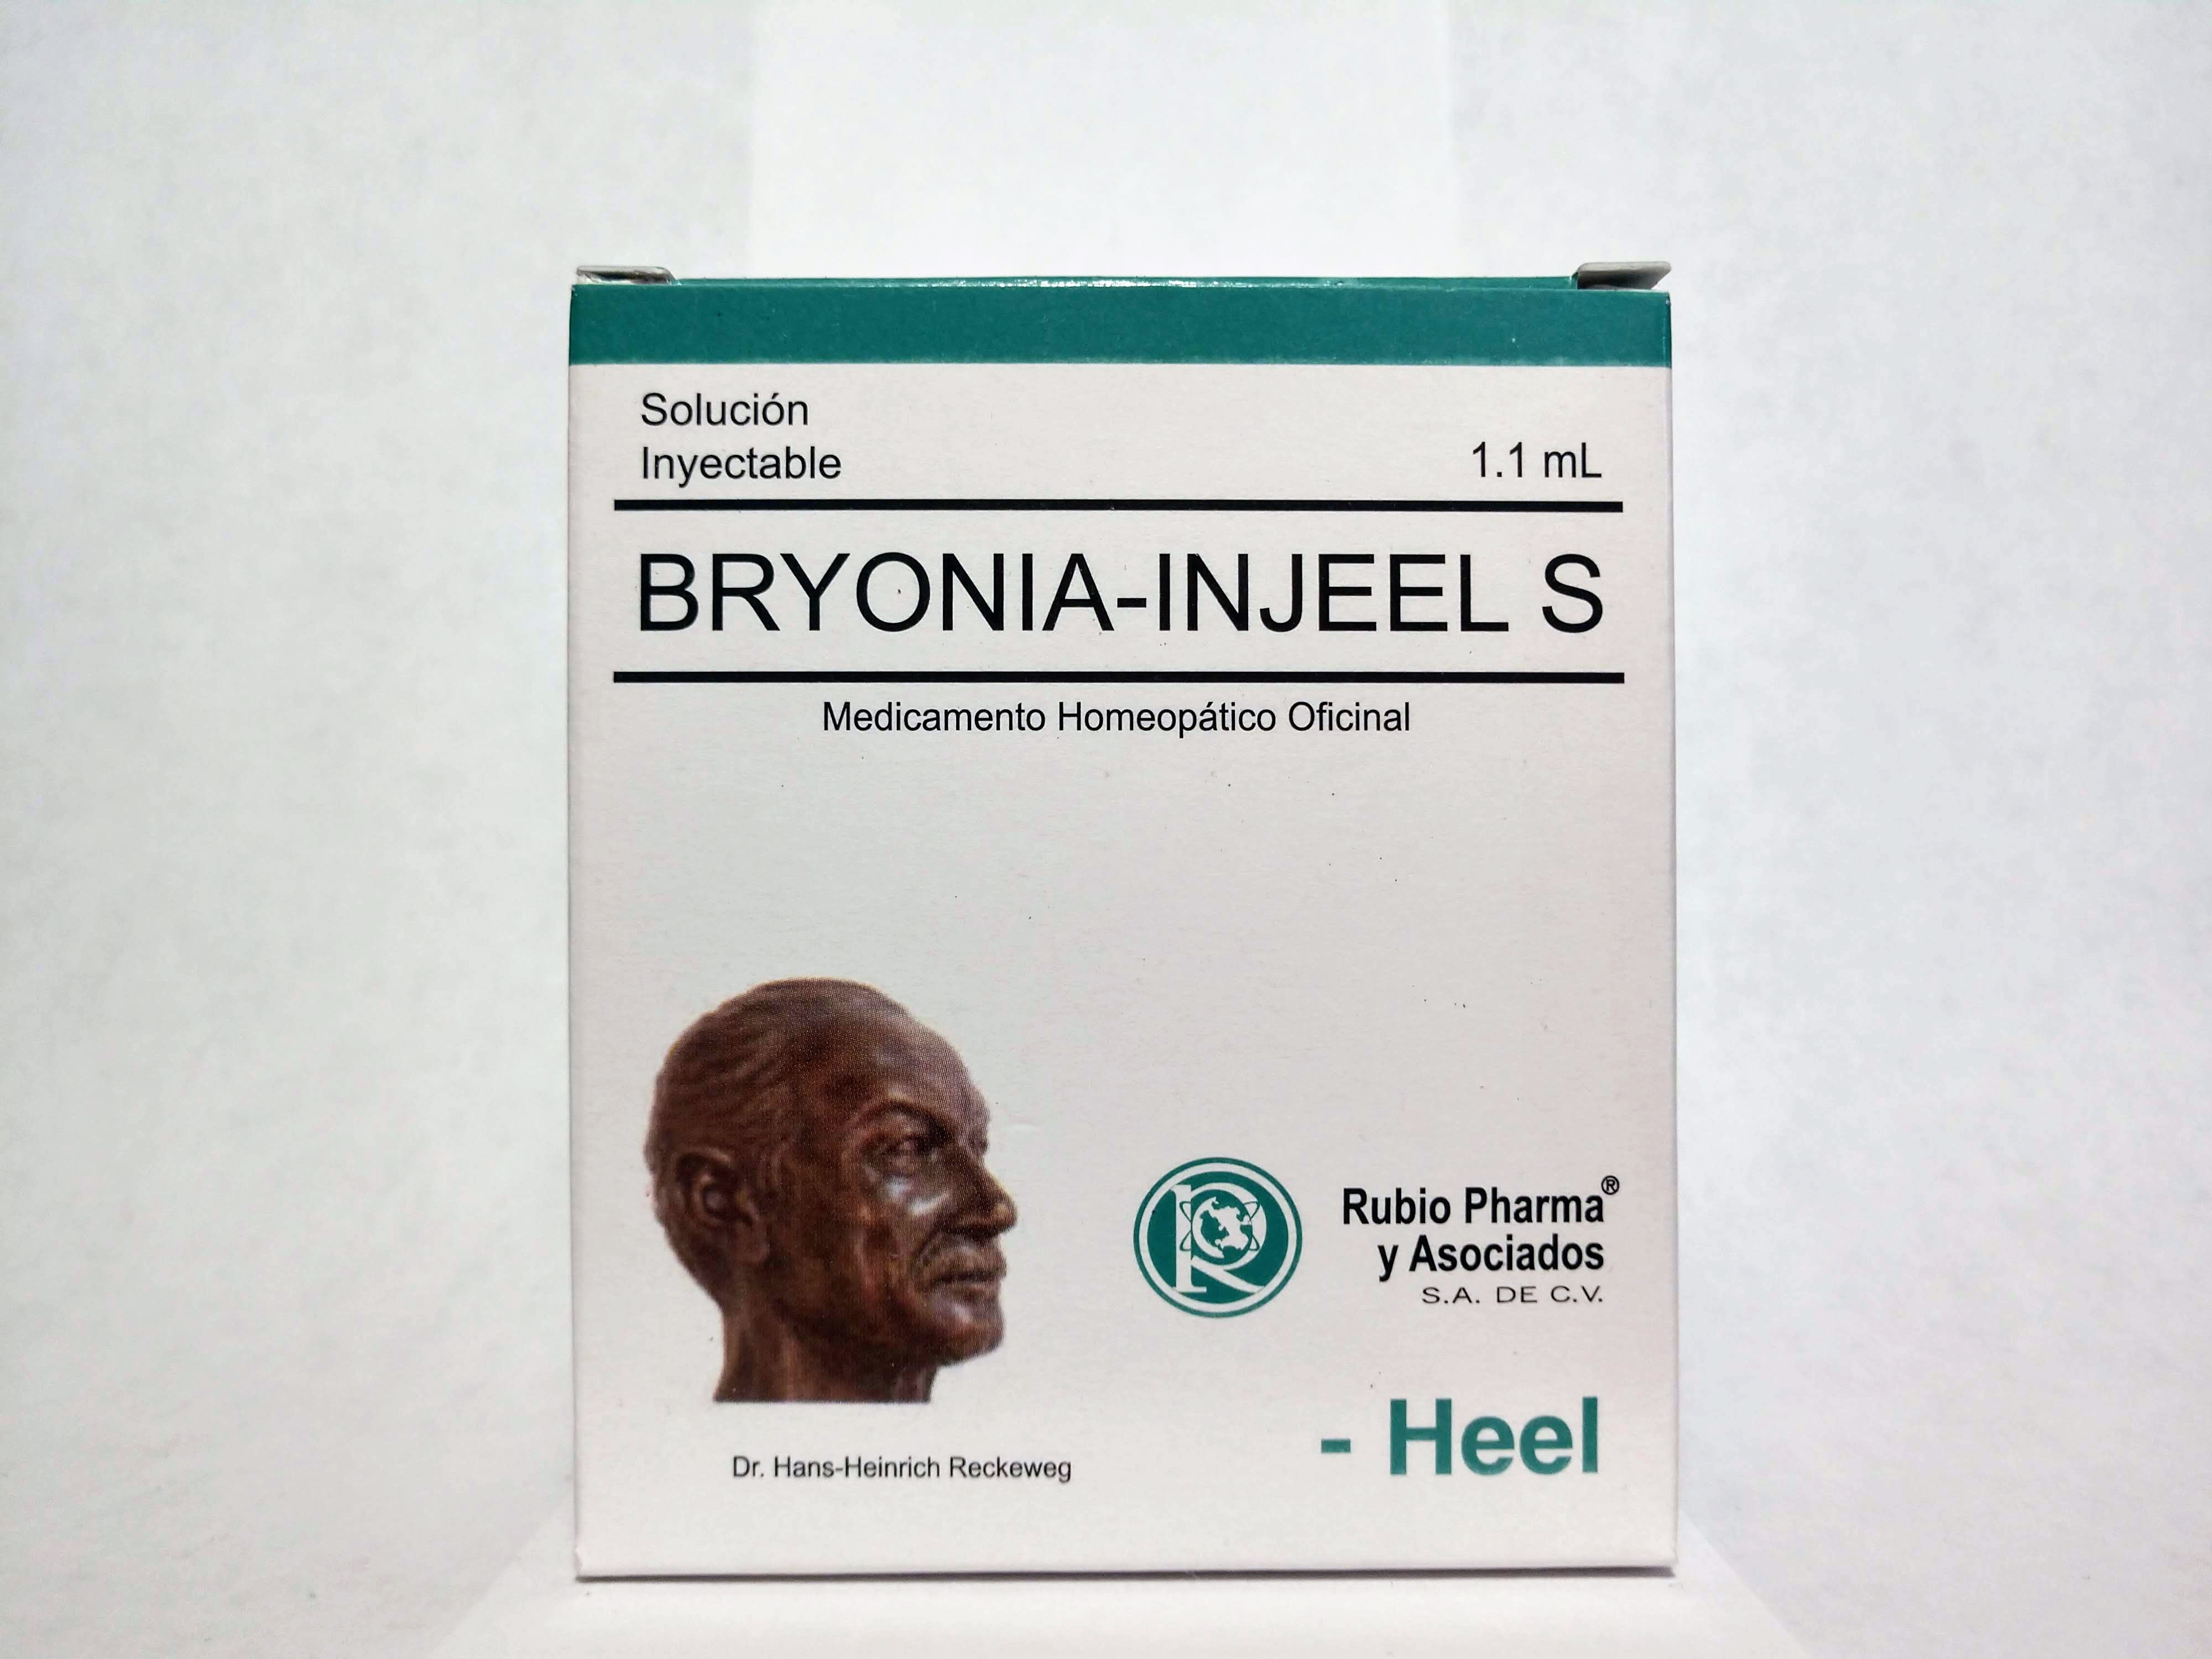 Solución
Inyectable
1.1 mL
BRYONIA-INJEEL S
Medicamento Homeopático Oficinal
Rubio Pharma®
y Asociados
S.A. DE C.V.
- Heel
Dr. Hans-Heinrich Reckeweg